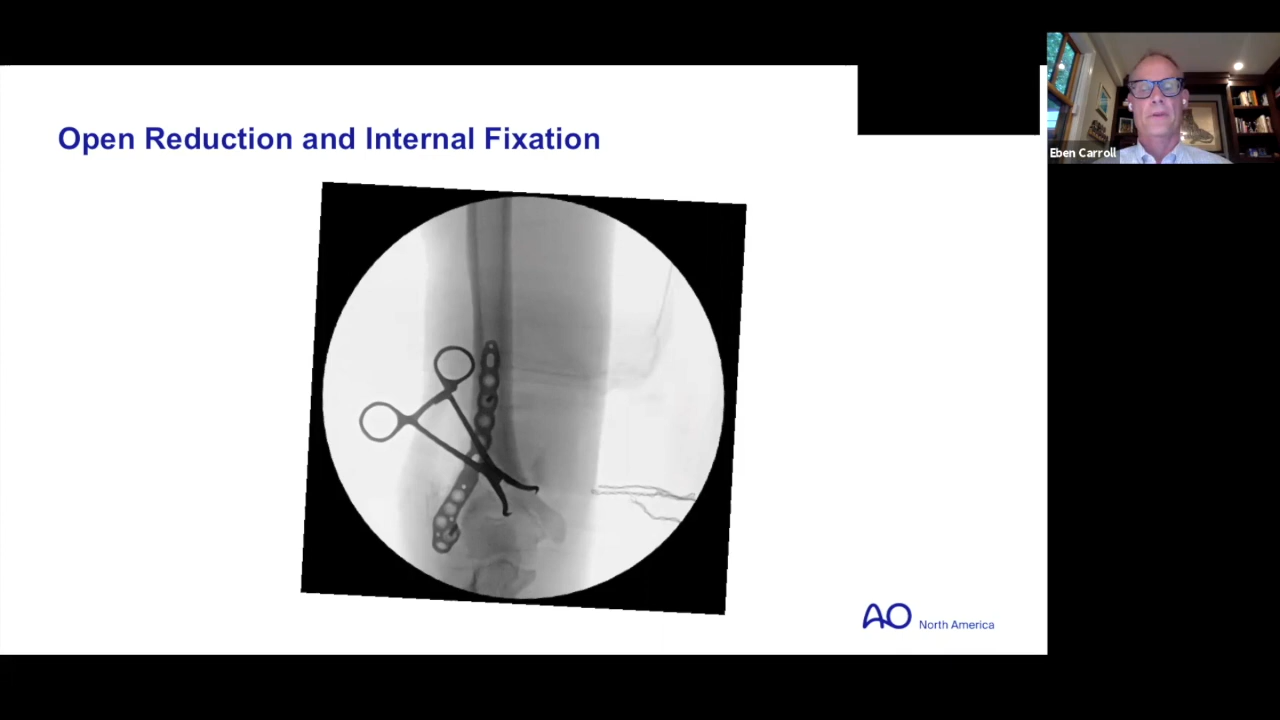 Open Reduction and Internal Fixation
Eben Carroll
AO North America